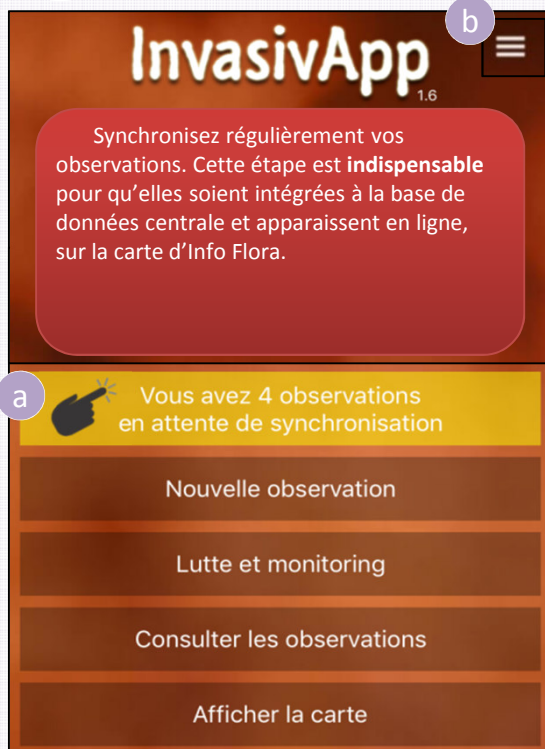 b
InvasivApp
1.6
Synchronisez régulièrement vos
observations. Cette étape est indispensable
pour qu'elles soient intégrées à la base de
données centrale et apparaissent en ligne,
sur la carte d'Info Flora.
a
Vous avez 4 observations
en attente de synchronisation
Nouvelle observation
Lutte et monitoring
Consulter les observations
Afficher la carte